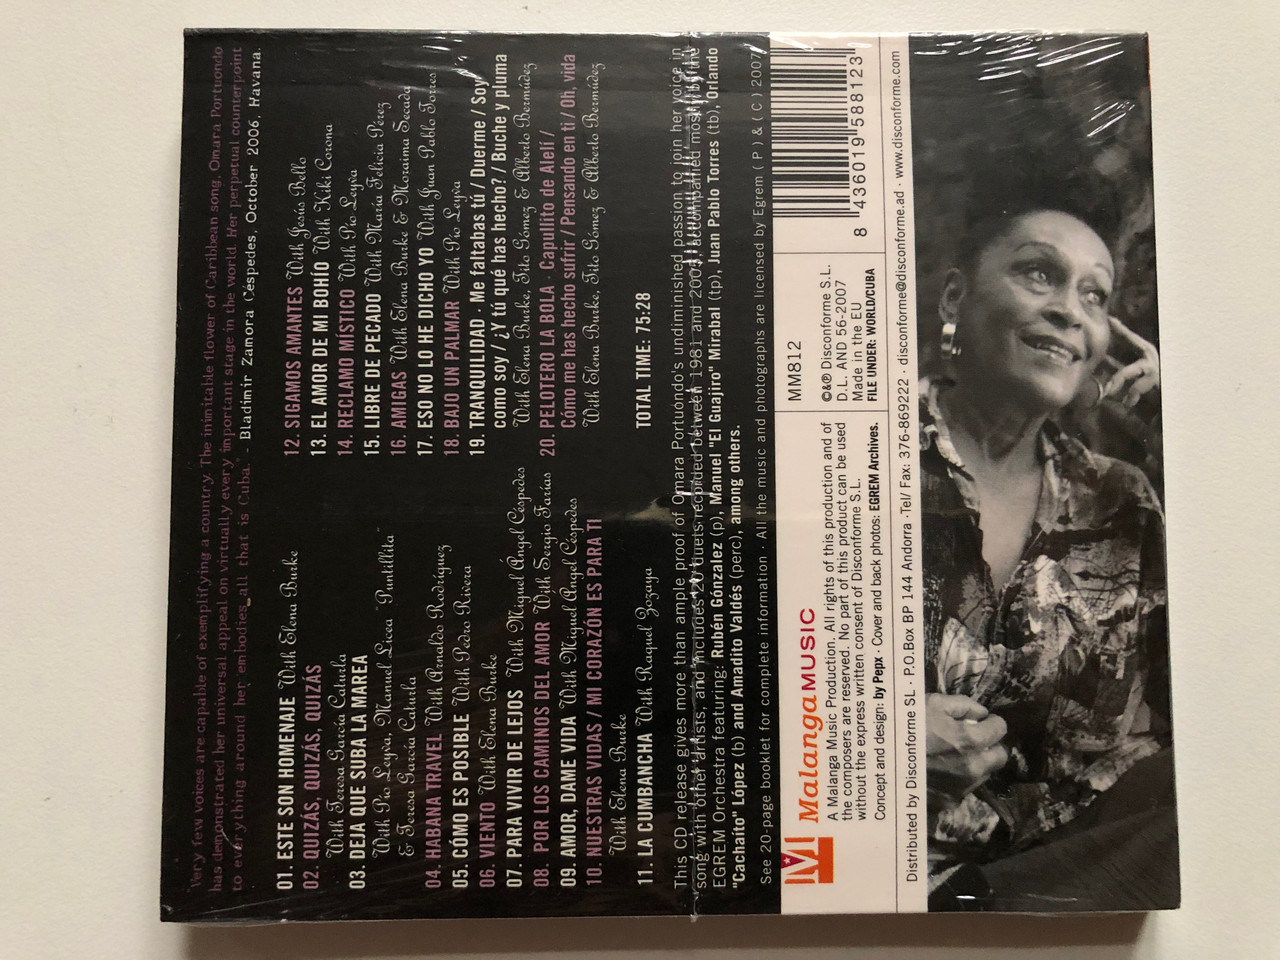 Very few voices are capable of exemplifying a country. The inimitable flower of Caribbean song, Omara Portuondo
has demonstrated her universal appeal on virtually every important stage in the world. Her perpetual counterpoint
to everything around her embodies all that is Cuba. - Bladimir Zamora Céspedes, October 2006, Havana.
01. ESTE SON HOMENAJE With Elena Burke
02. QUIZÁS, QUIZÁS, QUIZÁS
With Teresa García Caturla
03. DEJA QUE SUBA LA MAREA
With Pío Leyva, Manuel Licea "Puntillita"
& Teresa García Caturla
04. HABANA TRAVEL With Arnaldo Rodríguez
05. CÓMO ES POSIBLE With Pedro Rivera
06. VIENTO With Elena Burke
07. PARA VIVIR DE LEJOS With Miguel Ángel Céspedes
08. POR LOS CAMINOS DEL AMOR With Sergio Farías
09. AMOR, DAME VIDA With Miguel Ángel Céspedes
10. NUESTRAS VIDAS / MI CORAZÓN ES PARA TI
With Elena Burke
11. LA CUMBANCHA With Raquel Zozaya
12. SIGAMOS AMANTES With Jesús Bello
13. EL AMOR DE MI BOHÍO With Kiki Corona
14. RECLAMO MÍSTICO With Pío Leyva
15. LIBRE DE PECADO With María Felicia Pérez
16. AMIGAS With Elena Burke & Moraima Secada
17. ESO NO LO HE DICHO YO With Juan Pablo Torres
18. BAJO UN PALMAR With Pío Leyva
19. TRANQUILIDAD · Me faltabas tú / Duerme / Soy
como soy / ¿Y tú qué has hecho? / Buche y pluma
With Elena Burke, Tito Gómez & Alberto Bermúdez
20. PELOTERO LA BOLA Capullito de Alelí /
Cómo me has hecho sufrir / Pensando en ti / Oh, vida
With Elena Burke, Tito Gómez & Alberto Bermúdez
TOTAL TIME: 75:28
This CD release gives more than ample proof of Omara Portuondo's undiminished passion to join her voice in
song with other artists, and includes 20 duets recorded between 1981 and 2005, accompanied mostly by the
EGREM Orchestra featuring: Rubén Gónzalez (p), Manuel "El Guajiro" Mirabal (tp), Juan Pablo Torres (tb), Orlando
"Cachaíto" López (b) and Amadito Valdés (perc), among others.
See 20-page booklet for complete information · All the music and photographs are licensed by Egrem ( P ) & ( C ) 2007
Malanga MUSIC
A Malanga Music Production. All rights of this production and of
the composers are reserved. No part of this product can be used
without the express written consent of Disconforme S.L.
Concept and design: by Pepx · Cover and back photos: EGREM Archives.
MM812
©&℗ Disconforme S.L.
D.L. AND 56-2007
Made in the EU
FILE UNDER: WORLD/CUBA
8 436019 588123
Distributed by Disconforme SL · P.O.Box BP 144 Andorra ·Tel/ Fax: 376-869222 · disconforme@disconforme.ad · www.disconforme.com